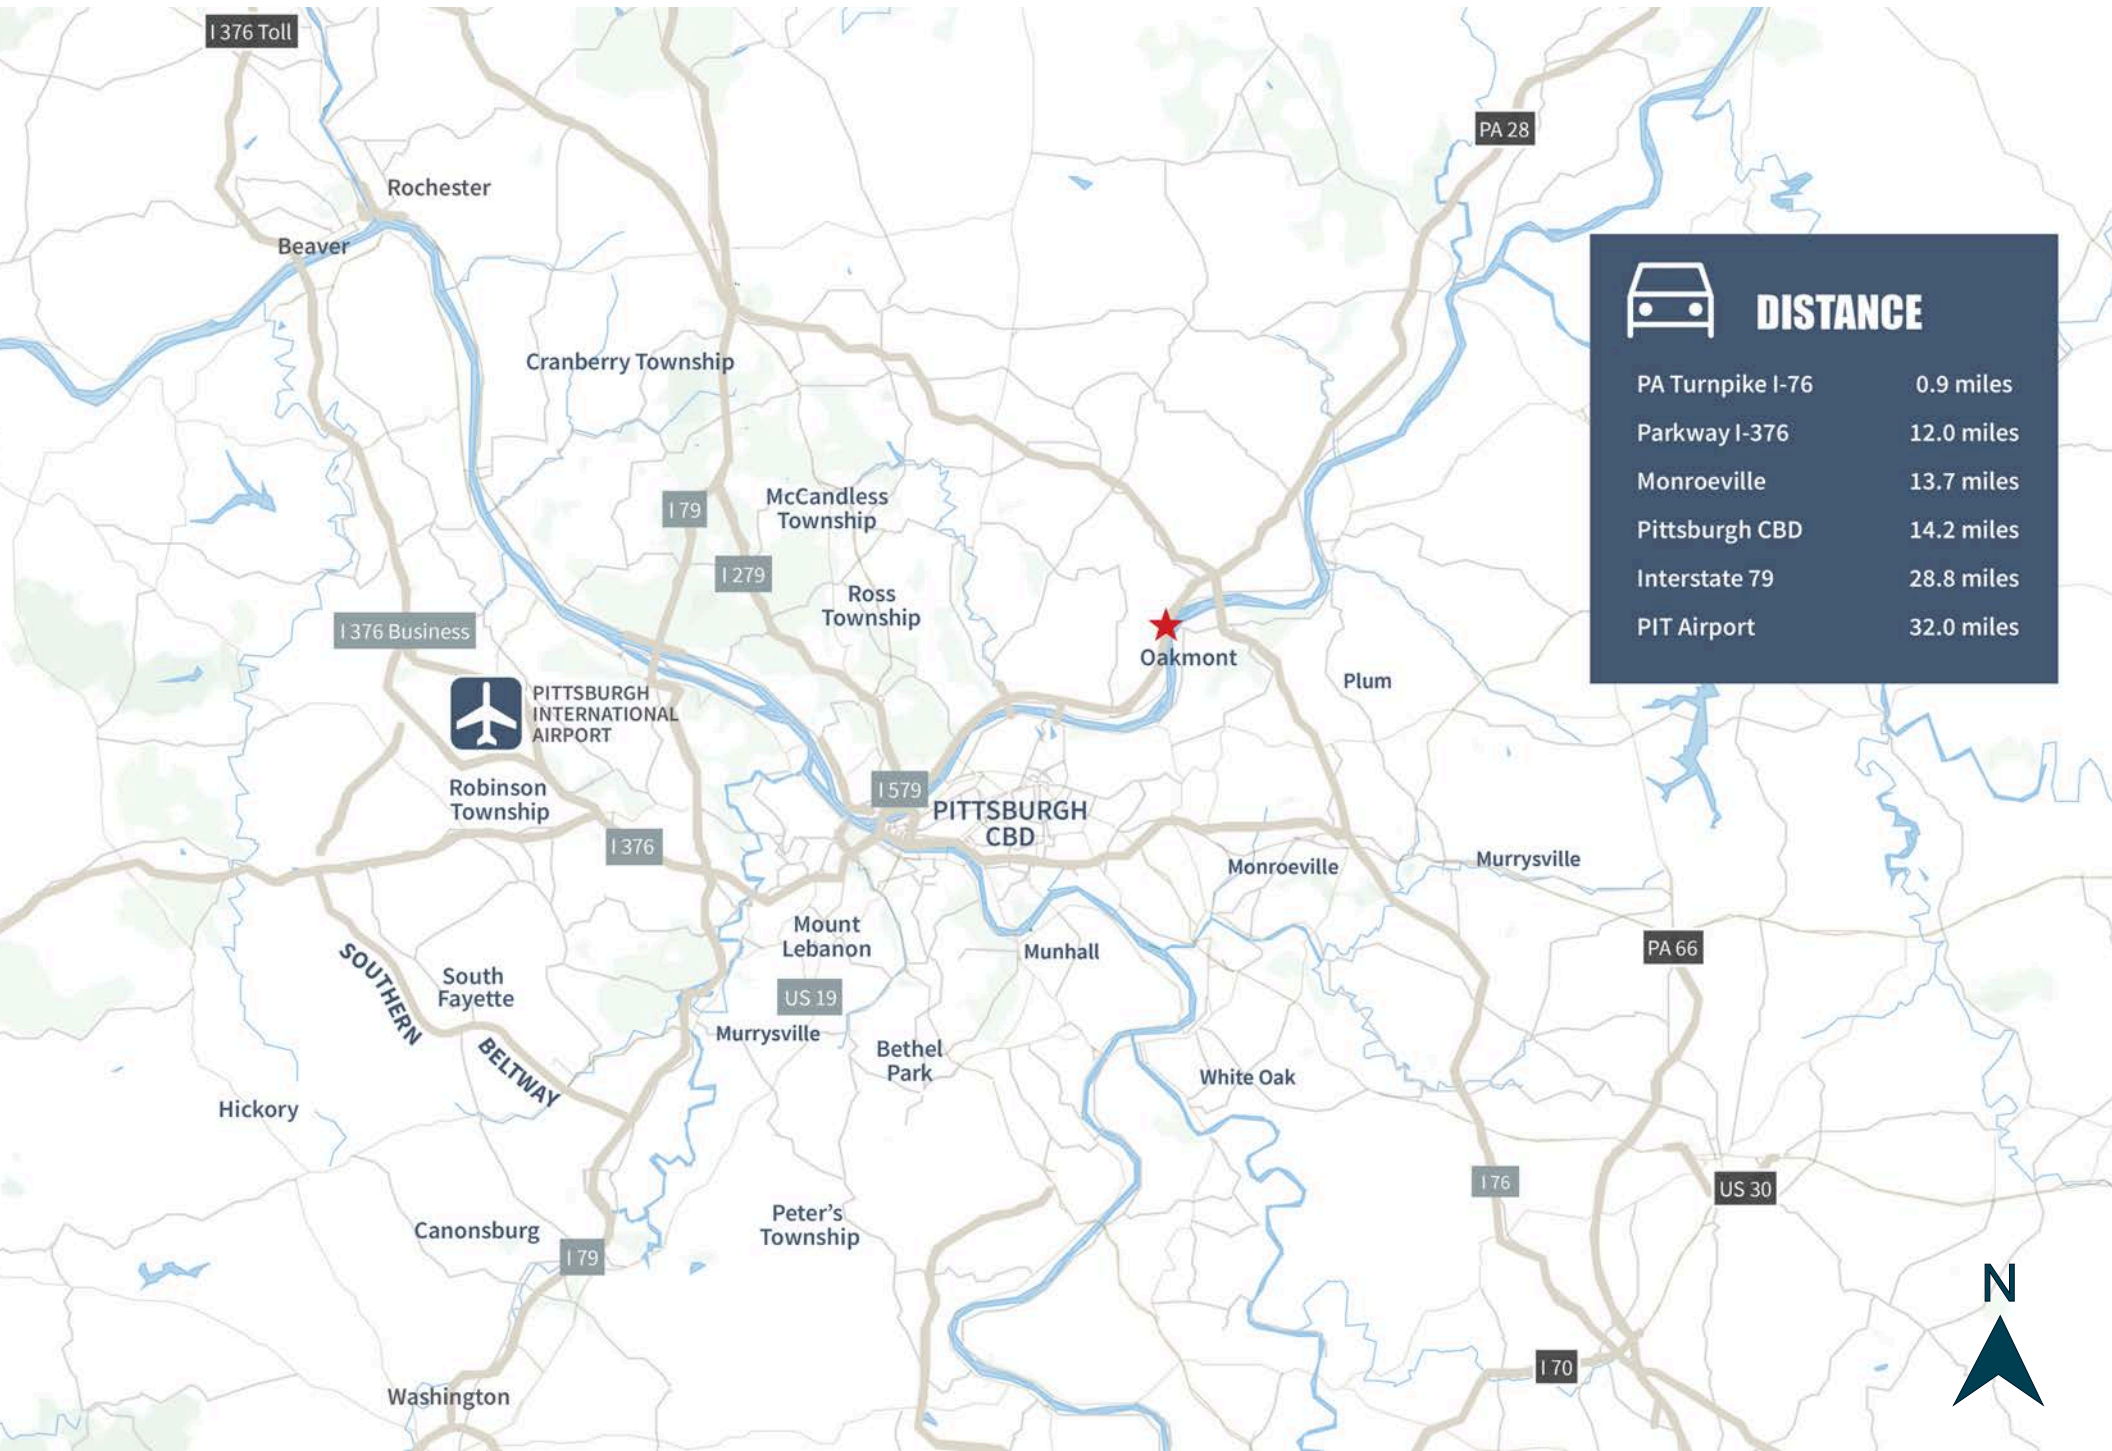 I 376 Toll
PA 28
Rochester
Beaver
DISTANCE
PA Turnpike I-76 0.9 miles
Parkway I-376 12.0 miles
Monroeville 13.7 miles
Pittsburgh CBD 14.2 miles
Interstate 79 28.8 miles
PIT Airport 32.0 miles
Cranberry Township
I 79
McCandless
Township
I 279
Ross
Township
I 376 Business
Oakmont
Plum
PITTSBURGH
INTERNATIONAL
AIRPORT
Robinson
Township
I 579
PITTSBURGH
CBD
I 376
Monroeville
Murrysville
Mount
Lebanon
Munhall
PA 66
SOUTHERN
BELTWAY
South
Fayette
US 19
Murrysville
Bethel
Park
White Oak
Hickory
I 76
US 30
Canonsburg
I 79
Peter's
Township
N
I 70
Washington